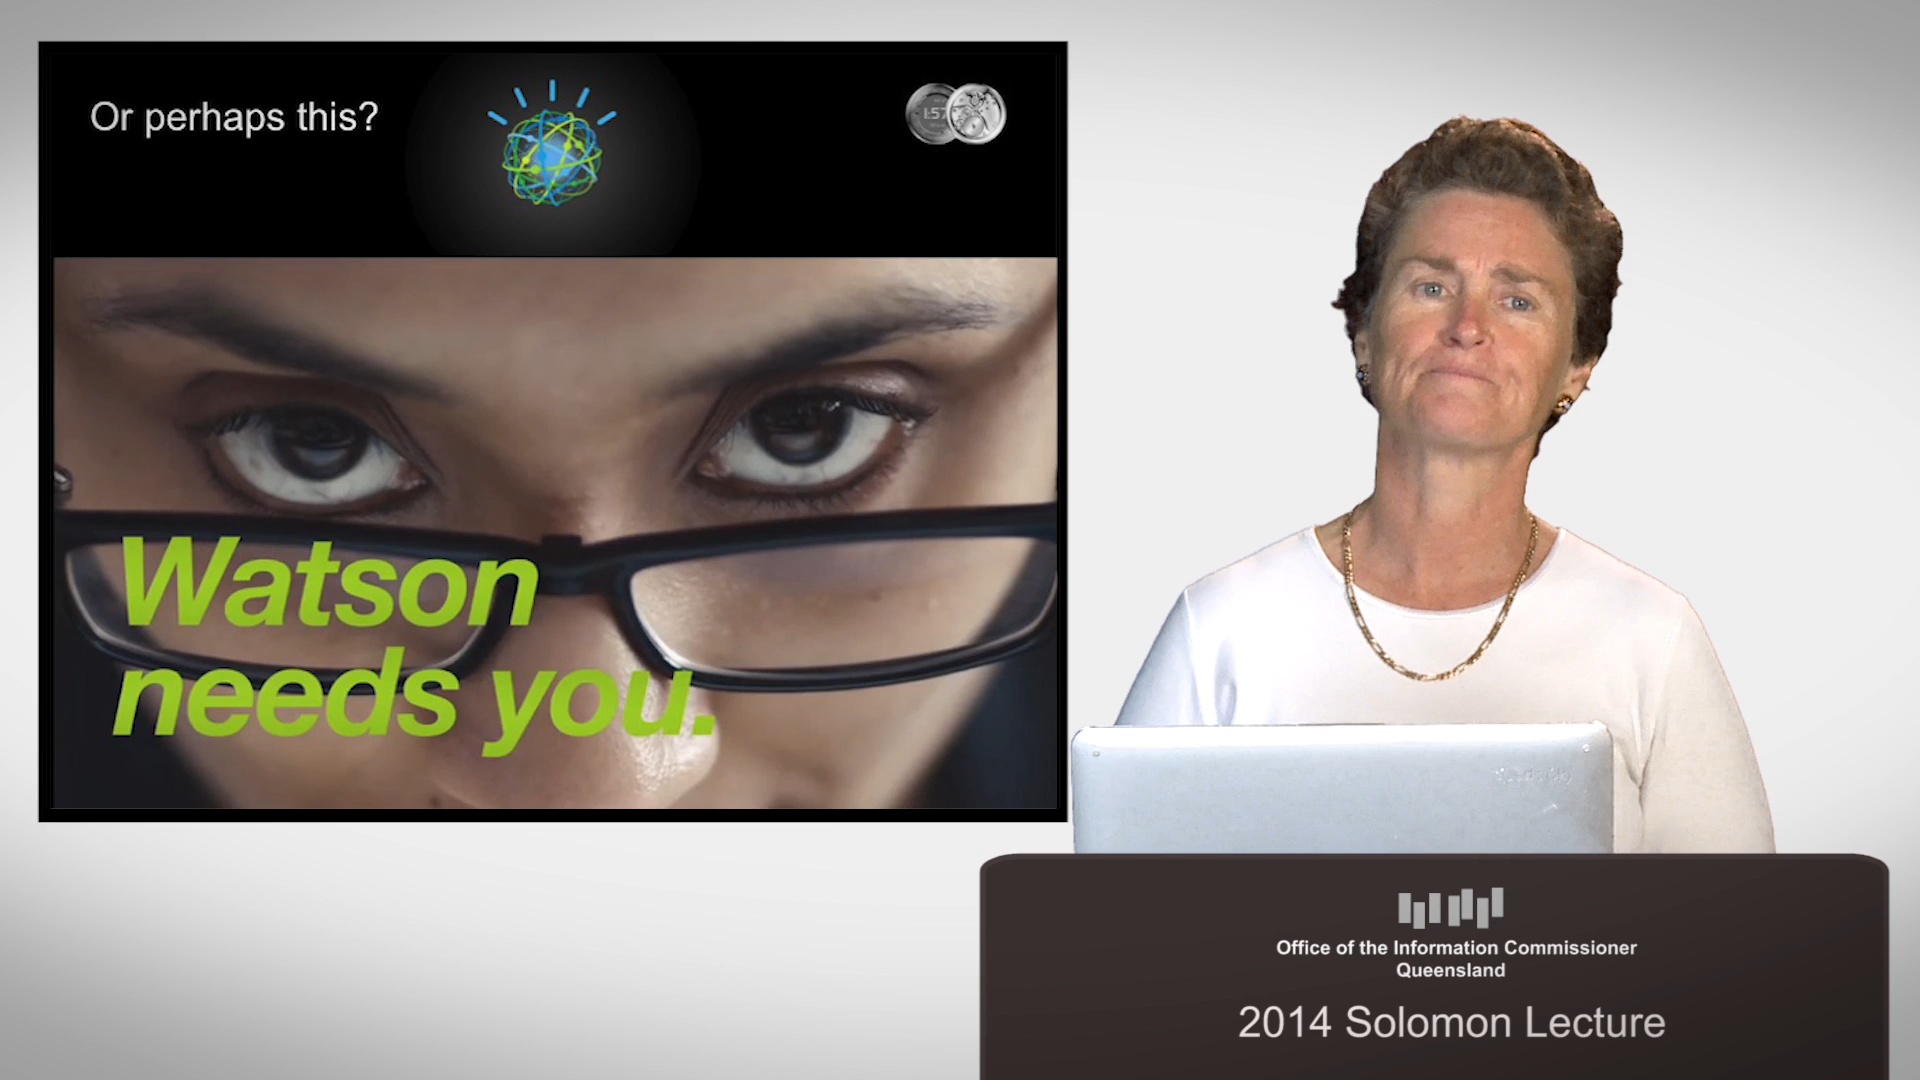 Or perhaps this?
Watson
needs you.
Office of the Information Commissioner
Queensland
2014 Solomon Lecture